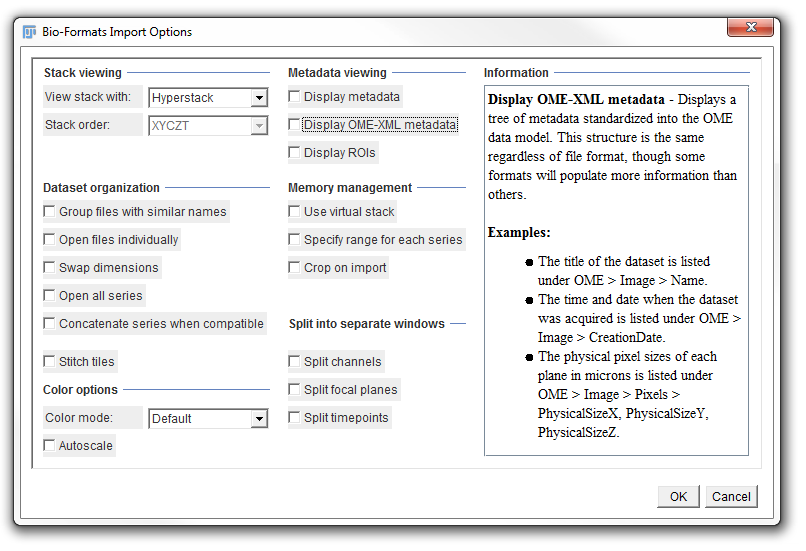 Bio-Formats Import Options
Stack viewing
View stack with:
Hyperstack
Stack order:
XYCZT
Metadata viewing
Display metadata
Display OME-XML metadata
Display ROIs
Information
Display OME-XML metadata - Displays a
tree of metadata standardized into the OME
data model. This structure is the same
regardless of file format, though some
formats will populate more information than
others.
Examples:
The title of the dataset is listed
under OME > Image > Name.
The time and date when the dataset
was acquired is listed under OME >
Image > CreationDate.
The physical pixel sizes of each
plane in microns is listed under
OME > Image > Pixels >
PhysicalSizeX, PhysicalSizeY,
PhysicalSizeZ.
Dataset organization
Group files with similar names
Open files individually
Swap dimensions
Open all series
Concatenate series when compatible
Stitch tiles
Memory management
Use virtual stack
Specify range for each series
Crop on import
Split into separate windows
Split channels
Split focal planes
Split timepoints
Color options
Color mode:
Default
Autoscale
OK
Cancel